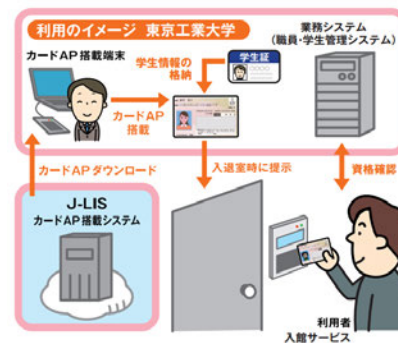 利用のイメージ 東京工業大学
カードAP搭載端末
学生情報の
格納
学生証
業務システム
(職員・学生管理システム)
カードAP
搭載
カードAPダウンロード
入退室時に提示
資格確認
J-LIS
カードAP搭載システム
利用者
入館サービス